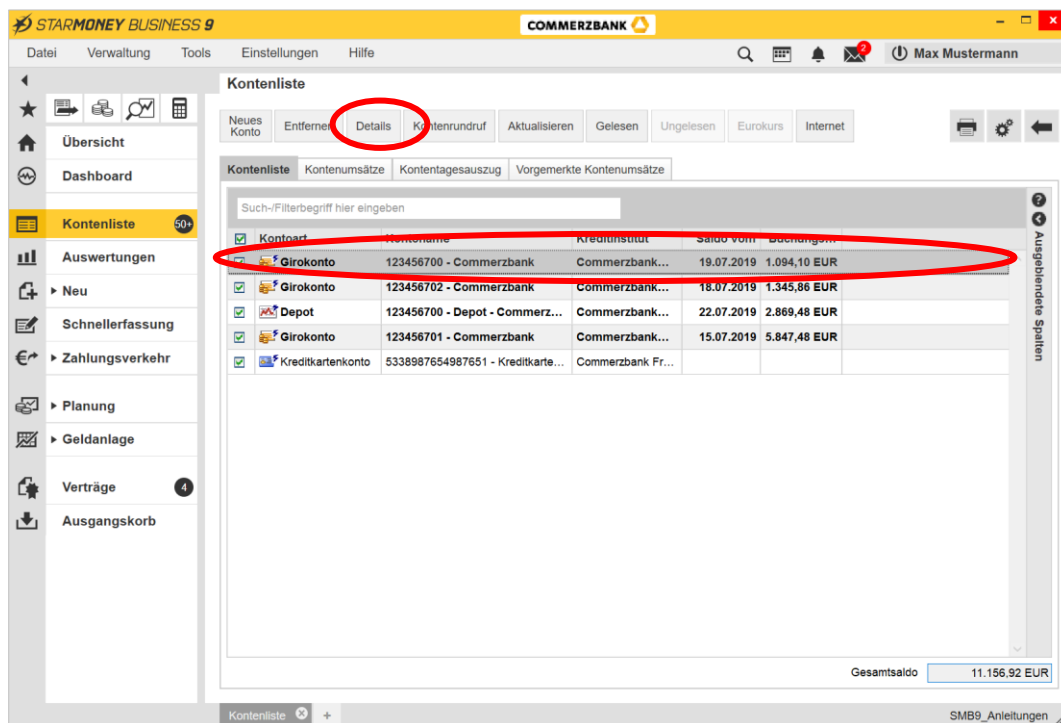 STARMONEY BUSINESS 9 COMMERZBANK
Datei Verwaltung Tools Einstellungen Hilfe 2 Max Mustermann
Kontenliste
Neues Konto Entfernen Details Kontenrundruf Aktualisieren Gelesen Ungelesen Eurokurs Internet
Übersicht
Dashboard
Kontenliste 50+
Auswertungen
Neu
Schnellerfassung
Zahlungsverkehr
Planung
Geldanlage
Verträge 4
Ausgangskorb
Kontenliste Kontenumsätze Kontentagesauszug Vorgemerkte Kontenumsätze
Such-/Filterbegriff hier eingeben
Kontoart Kontoname Kreditinstitut Saldo vom Buchungs...
Girokonto 123456700 - Commerzbank Commerzbank... 19.07.2019 1.094,10 EUR
Girokonto 123456702 - Commerzbank Commerzbank... 18.07.2019 1.345,86 EUR
Depot 123456700 - Depot - Commerz... Commerzbank... 22.07.2019 2.869,48 EUR
Girokonto 123456701 - Commerzbank Commerzbank... 15.07.2019 5.847,48 EUR
Kreditkartenkonto 5338987654987651 - Kreditkarte... Commerzbank Fr...
Ausgeblendete Spalten
Gesamtsaldo 11.156,92 EUR
Kontenliste + SMB9_Anleitungen